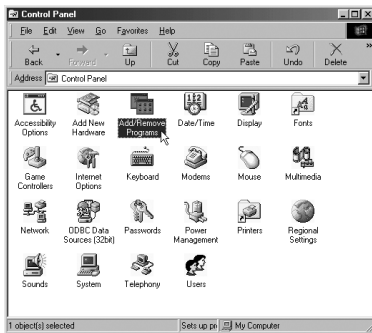 Control Panel
File Edit View Go Favorites Help
Back Forward Up Cut Copy Paste Undo Delete
Address Control Panel
Accessibility Options
Add New Hardware
Add/Remove Programs
Date/Time
Display
Fonts
Game Controllers
Internet Options
Keyboard
Modems
Mouse
Multimedia
Network
ODBC Data Sources (32bit)
Passwords
Power Management
Printers
Regional Settings
Sounds
System
Telephony
Users
1 object(s) selected Sets up pr My Computer